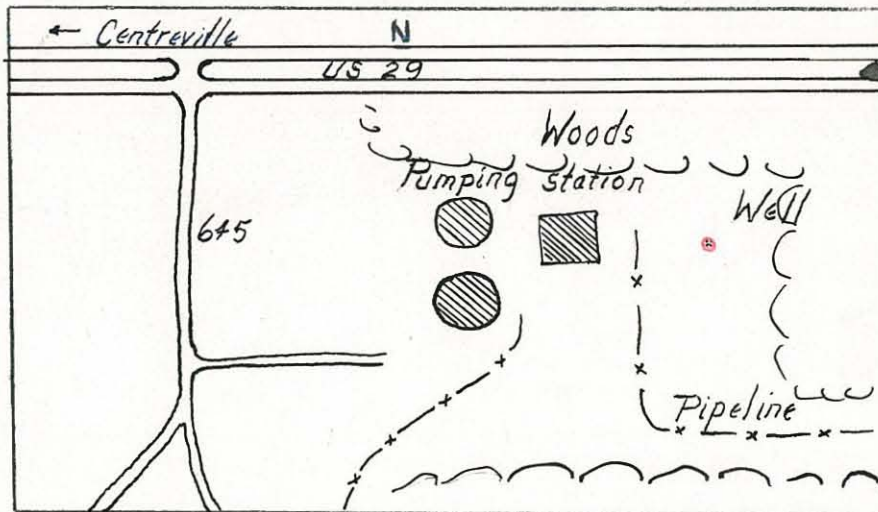 ← Centreville
N
US 29
Woods
Pumping station
Well
645
Pipeline